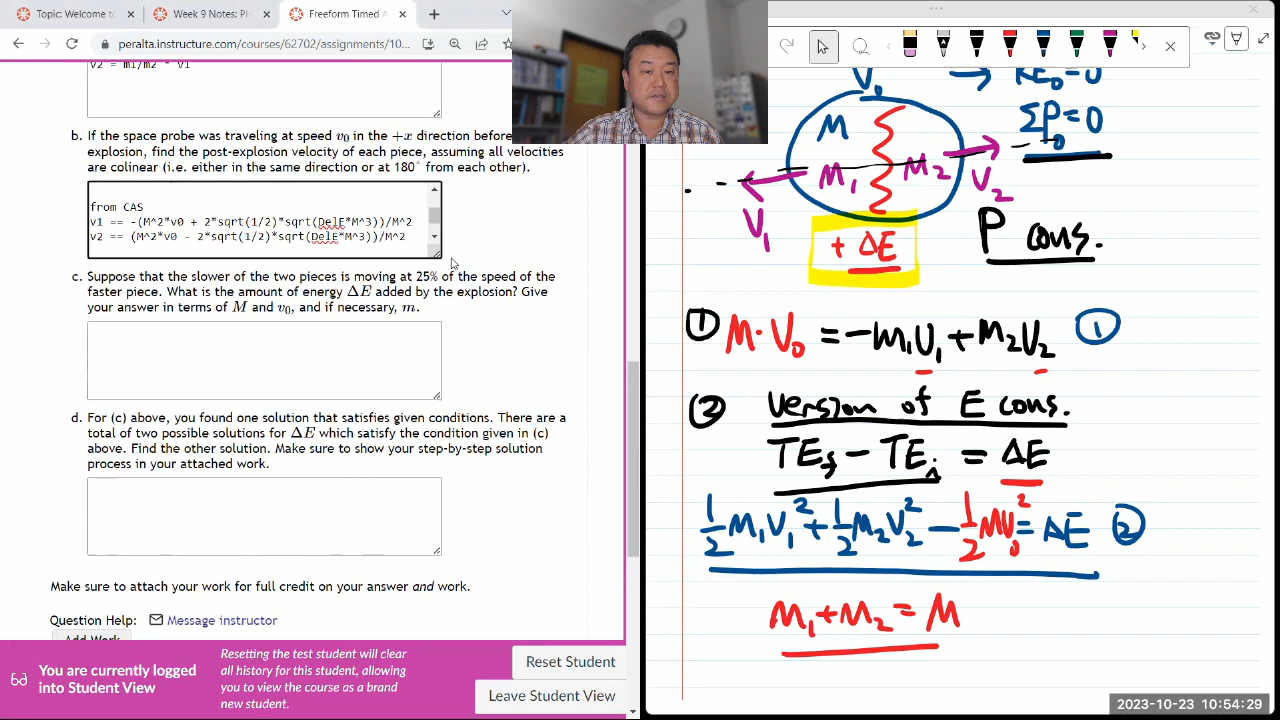 Topic: Welcome to
Week 9 Notes Ph
Freeform Timed A
peralta.instructure.com/courses/62702/assignments/10...
v2 = m1/m2 * v1
b. If the space probe was traveling at speed v0 in the +x direction before
explosion, find the post-explosion velocity of each piece, assuming all velocities
are colinear (i.e. either in the same direction or at 180° from each other).
from CAS
v1 == -(M^2*v0 + 2*sqrt(1/2)*sqrt(DelE*M^3))/M^2
v2 == (M^2*v0 - 2*sqrt(1/2)*sqrt(DelE*M^3))/M^2
c. Suppose that the slower of the two pieces is moving at 25% of the speed of the
faster piece. What is the amount of energy ΔE added by the explosion? Give
your answer in terms of M and v0, and if necessary, m.
d. For (c) above, you found one solution that satisfies given conditions. There are a
total of two possible solutions for ΔE which satisfy the condition given in (c)
above. Find the other solution. Make sure to show your step-by-step solution
process in your attached work.
Make sure to attach your work for full credit on your answer and work.
Question Help:
Message instructor
Add Work
You are currently logged
into Student View
Resetting the test student will clear
all history for this student, allowing
you to view the course as a brand
new student.
Reset Student
Leave Student View
V0
→ KE0=0
ΣP0=0
M
M1
M2
V1
V2
+ ΔE
P cons.
① M·V0 = -M1V1 + M2V2 ①
② Version of E cons.
TEf - TEi = ΔE
1/2 M1V1² + 1/2 M2V2² - 1/2 MV0² = ΔE ②
M1+M2 = M
2023-10-23 10:54:29